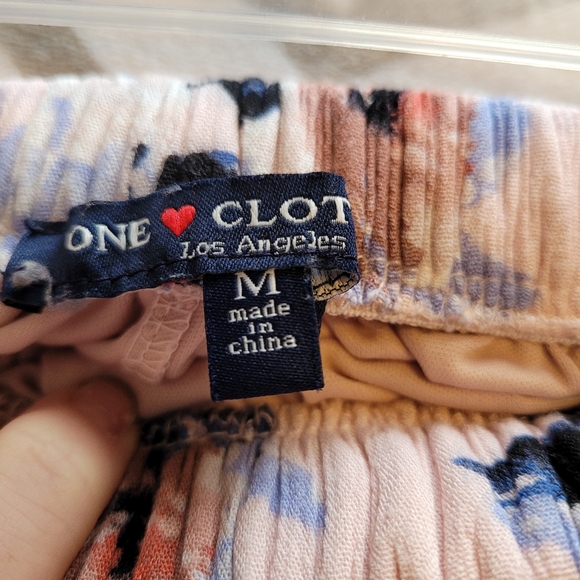 ONE ❤ CLOT
Los Angeles
M
made
in
china